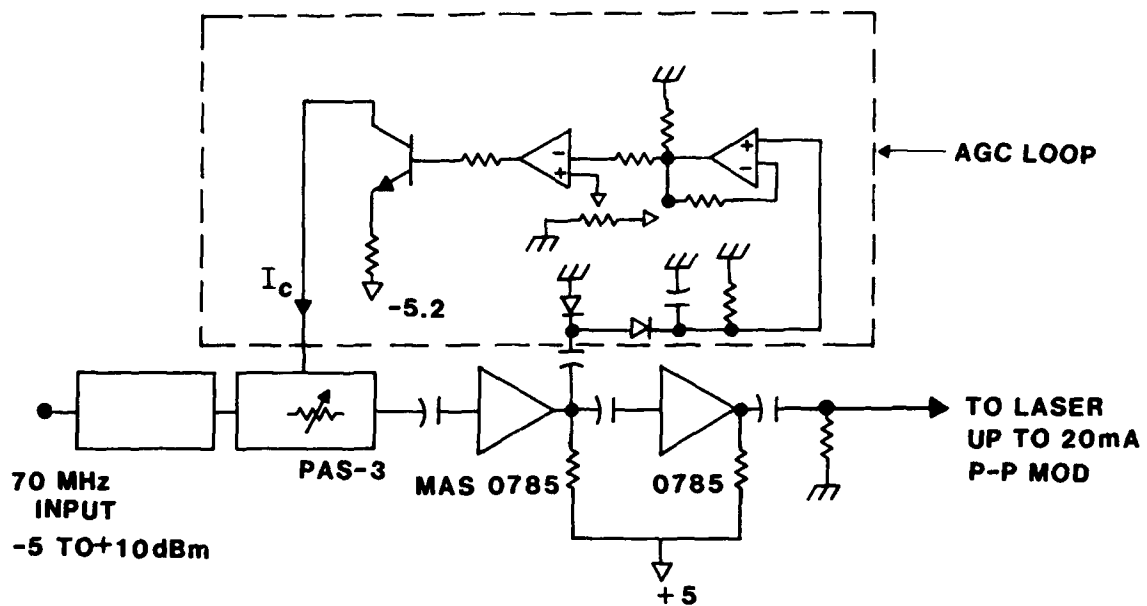 AGC LOOP
+
-
-
+
Ic
-5.2
PAS-3
MAS 0785
0785
TO LASER
UP TO 20mA
P-P MOD
70 MHz
INPUT
-5 TO+10dBm
+5